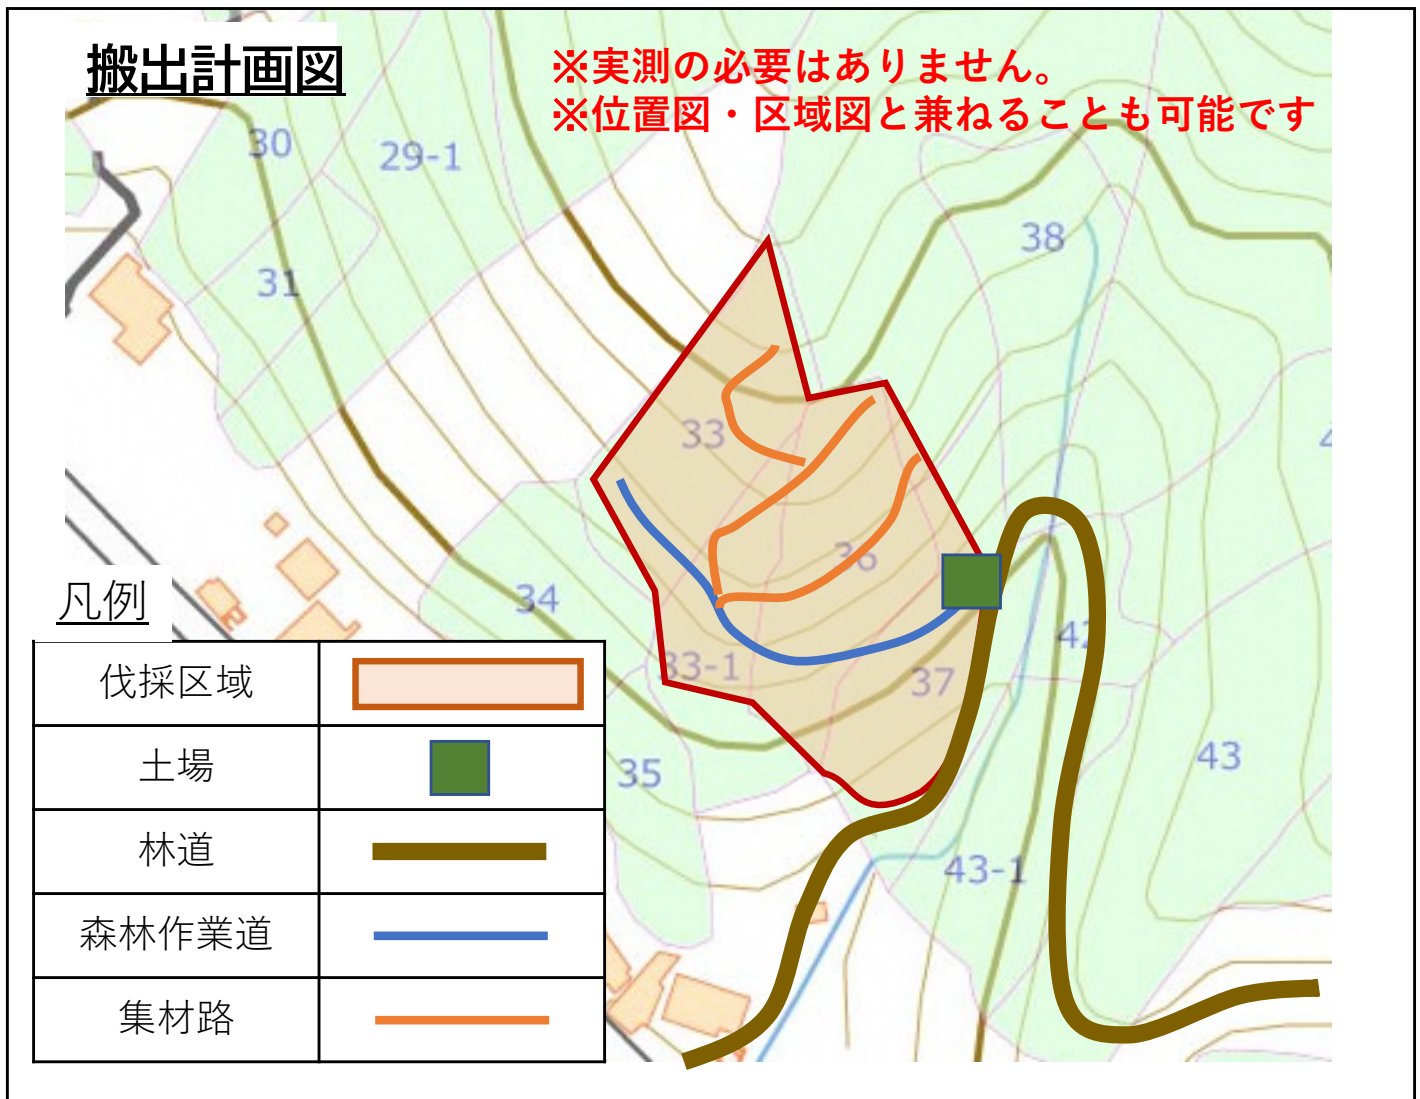 搬出計画図
※実測の必要はありません。
※位置図・区域図と兼ねることも可能です
30
29-1
38
31
33
36
34
33-1
37
42
35
43
43-1
凡例
伐採区域
土場
林道
森林作業道
集材路